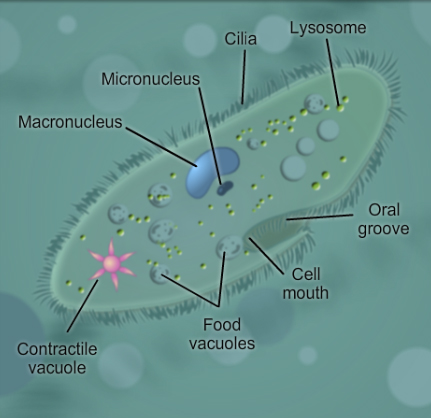 Lysosome
Cilia
Micronucleus
Macronucleus
Oral
groove
Cell
mouth
Food
vacuoles
Contractile
vacuole